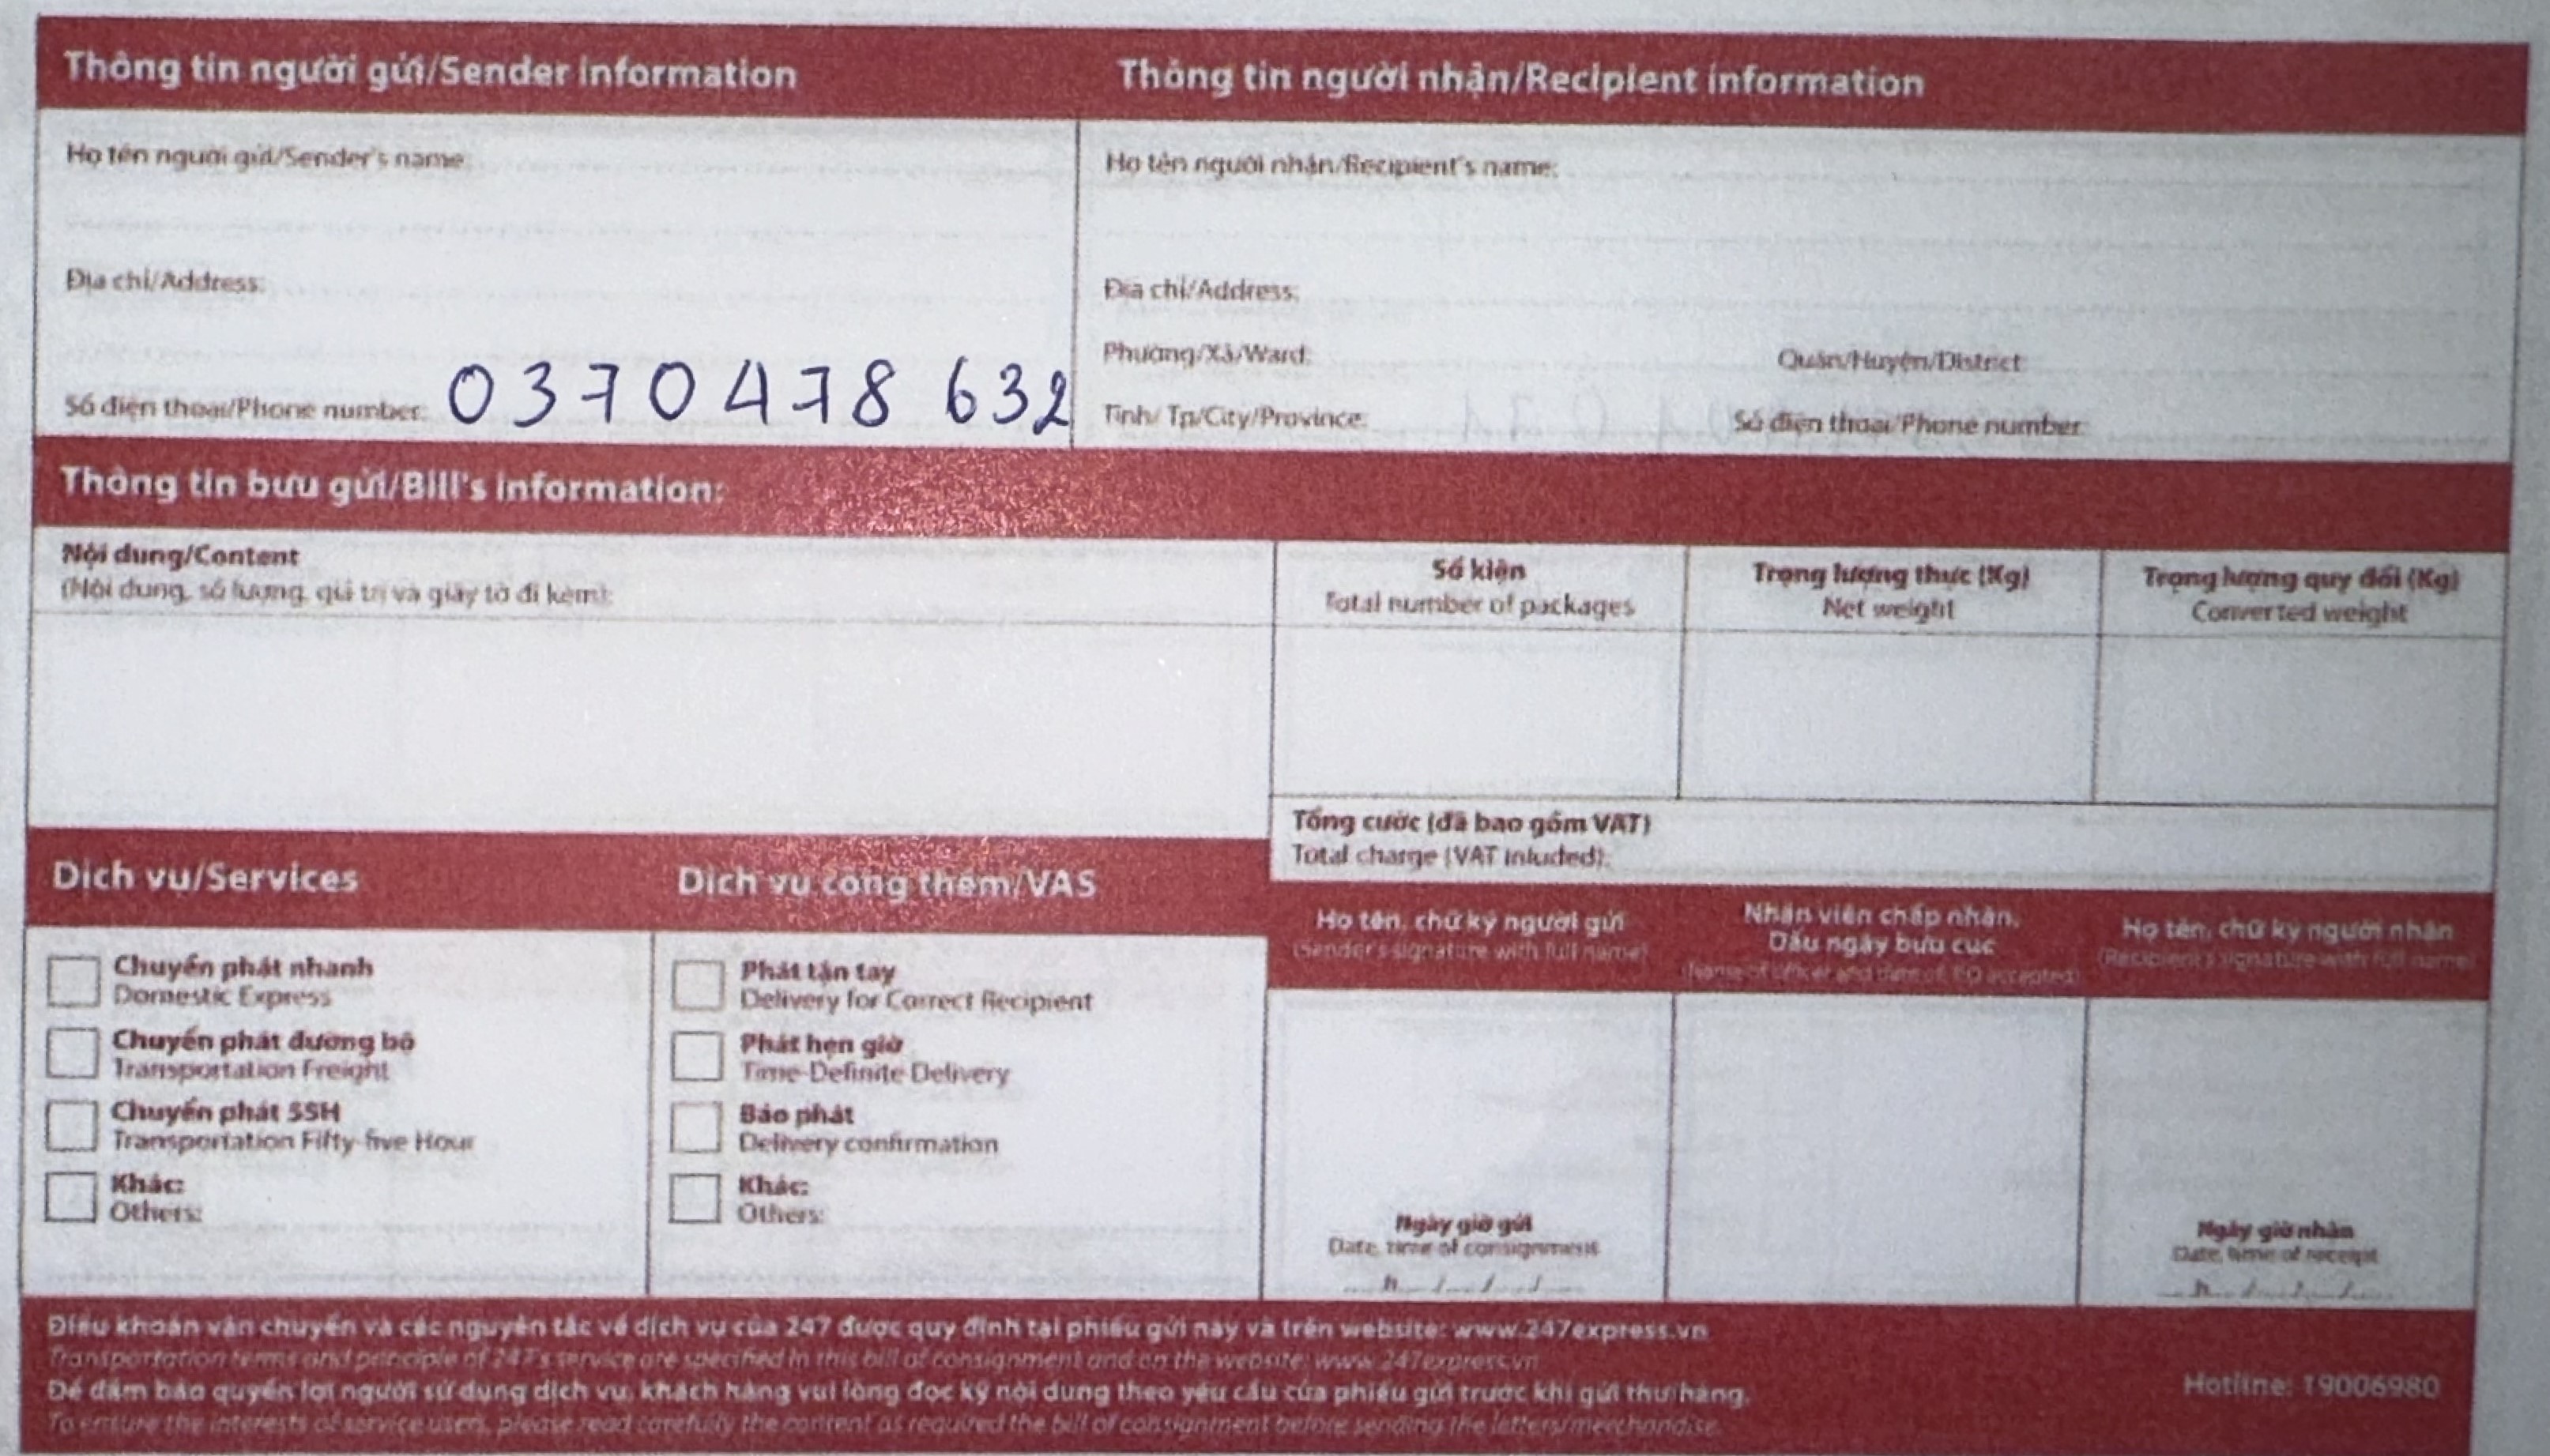 Thông tin người gửi/Sender information
Thông tin người nhận/Recipient information
Họ tên người gửi/Sender's name:
Địa chỉ/Address:
Số điện thoại/Phone number: 0370478 632
Họ tên người nhận/Recipient's name:
Địa chỉ/Address:
Phường/Xã/Ward: Quận/Huyện/District
Tỉnh/ Tp/City/Province: Số điện thoại/Phone number:
Thông tin bưu gửi/Bill's information:
Nội dung/Content
(Nội dung, số lượng, giá trị và giấy tờ đi kèm):
Số kiện
Total number of packages
Trọng lượng thực (Kg)
Net weight
Trọng lượng quy đổi (Kg)
Converted weight
Tổng cước (đã bao gồm VAT)
Total charge (VAT inluded):
Dịch vụ/Services
Chuyển phát nhanh
Domestic Express
Chuyển phát đường bộ
Transportation Freight
Chuyển phát 55H
Transportation Fifty-five Hour
Khác:
Others:
Dịch vụ cộng thêm/VAS
Phát tận tay
Delivery for Correct Recipient
Phát hẹn giờ
Time-Definite Delivery
Báo phát
Delivery confirmation
Khác:
Others:
Họ tên, chữ ký người gửi
(Sender's signature with full name)
Ngày giờ gửi
Date, time of consignment
.....h...../...../...../.....
Nhân viên chấp nhận,
Dấu ngày bưu cục
(Name of officer and date of PO accepted)
Họ tên, chữ ký người nhận
(Recipient's signature with full name)
Ngày giờ nhận
Date, time of receipt
.....h...../...../...../.....
Điều khoản vận chuyển và các nguyên tắc về dịch vụ của 247 được quy định tại phiếu gửi này và trên website: www.247express.vn
Transportation terms and principle of 247's service are specified in this bill of consignment and on the website: www.247express.vn
Để đảm bảo quyền lợi người sử dụng dịch vụ, khách hàng vui lòng đọc kỹ nội dung theo yêu cầu của phiếu gửi trước khi gửi thư/hàng.
To ensure the interests of service users, please read carefully the content as required the bill of consignment before sending the letters/merchandise.
Hotline: 19006980